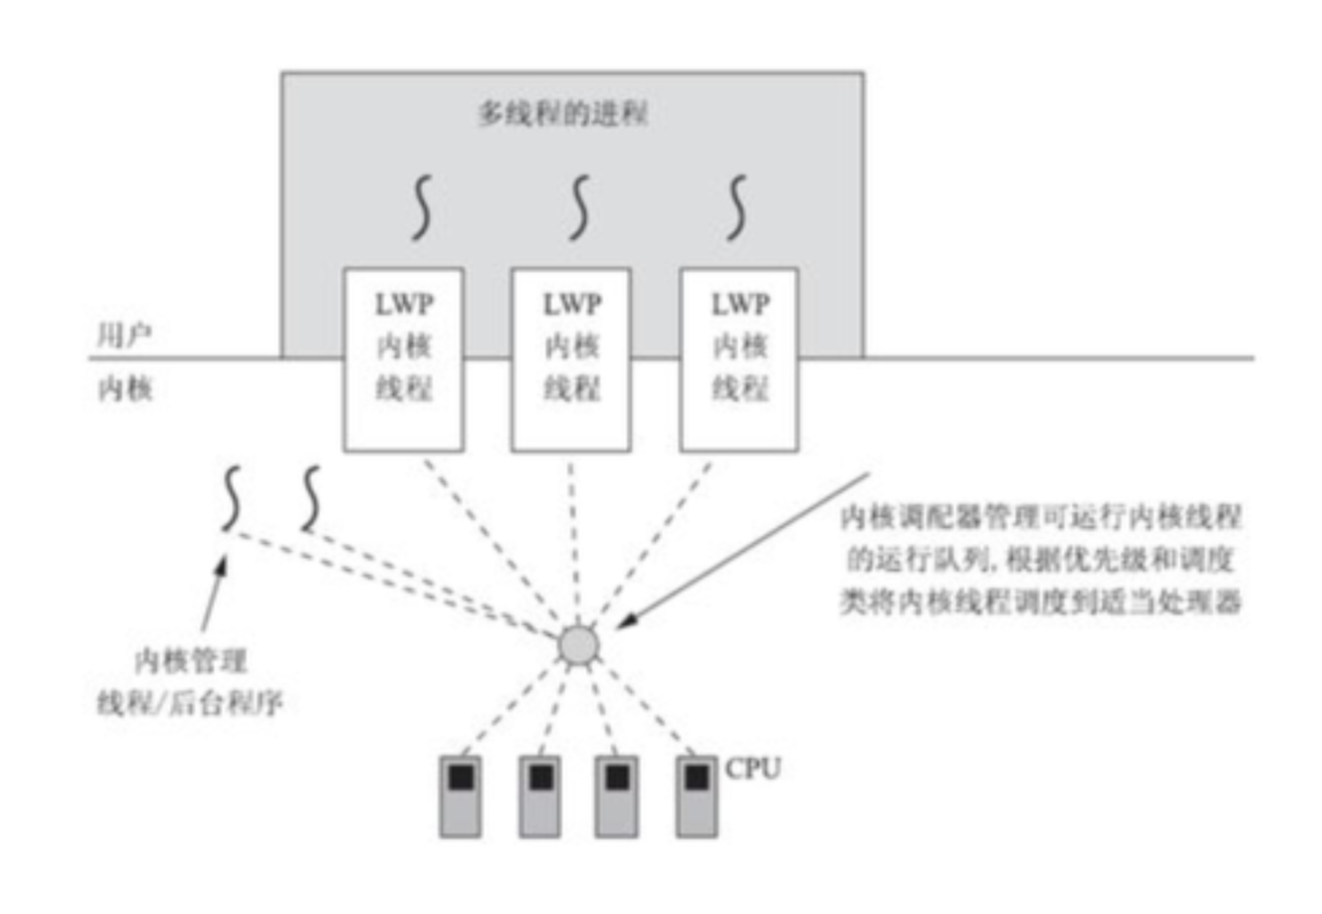 多线程的进程
LWP
内核
线程
LWP
内核
线程
LWP
内核
线程
用户
内核
内核调配器管理可运行内核线程
的运行队列,根据优先级和调度
类将内核线程调度到适当处理器
内核管理
线程/后台程序
CPU